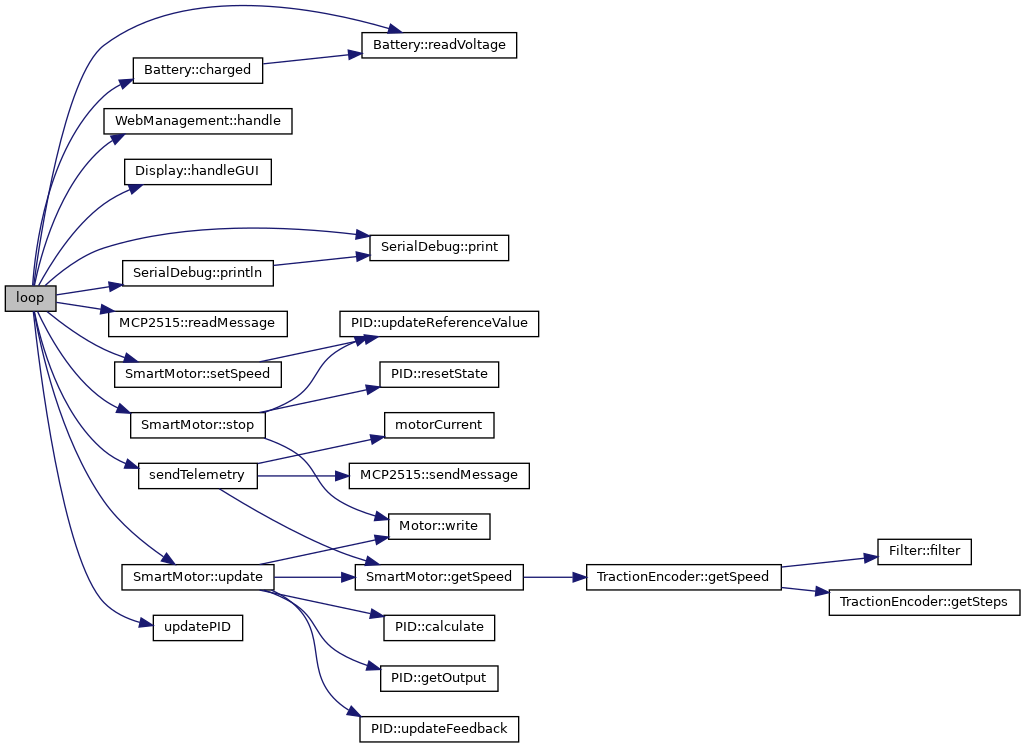 Battery::readVoltage
Battery::charged
WebManagement::handle
Display::handleGUI
SerialDebug::print
SerialDebug::println
loop
MCP2515::readMessage
PID::updateReferenceValue
SmartMotor::setSpeed
PID::resetState
SmartMotor::stop
motorCurrent
sendTelemetry
MCP2515::sendMessage
Motor::write
Filter::filter
SmartMotor::update
SmartMotor::getSpeed
TractionEncoder::getSpeed
TractionEncoder::getSteps
updatePID
PID::calculate
PID::getOutput
PID::updateFeedback